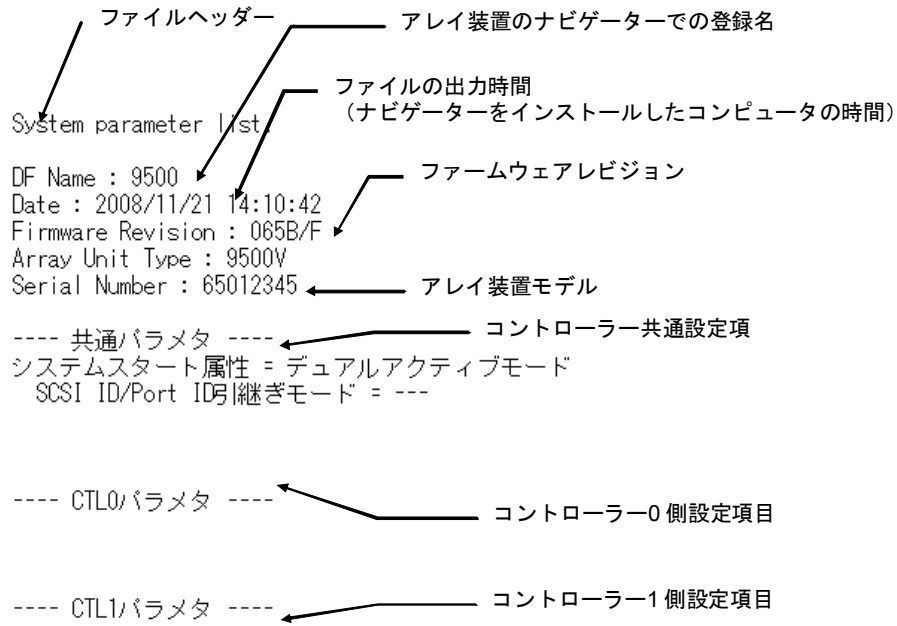 ファイルヘッダー
アレイ装置のナビゲーターでの登録名
ファイルの出力時間
（ナビゲーターをインストールしたコンピュータの時間）
System parameter list.
DF Name : 9500
ファームウェアレビジョン
Date : 2008/11/21 14:10:42
Firmware Revision : 065B/F
Array Unit Type : 9500V
Serial Number : 65012345
アレイ装置モデル
---- 共通パラメタ ----
コントローラー共通設定項
システムスタート属性 = デュアルアクティブモード
SCSI ID/Port ID引継ぎモード = ---
---- CTL0パラメタ ----
コントローラー0 側設定項目
---- CTL1パラメタ ----
コントローラー1 側設定項目